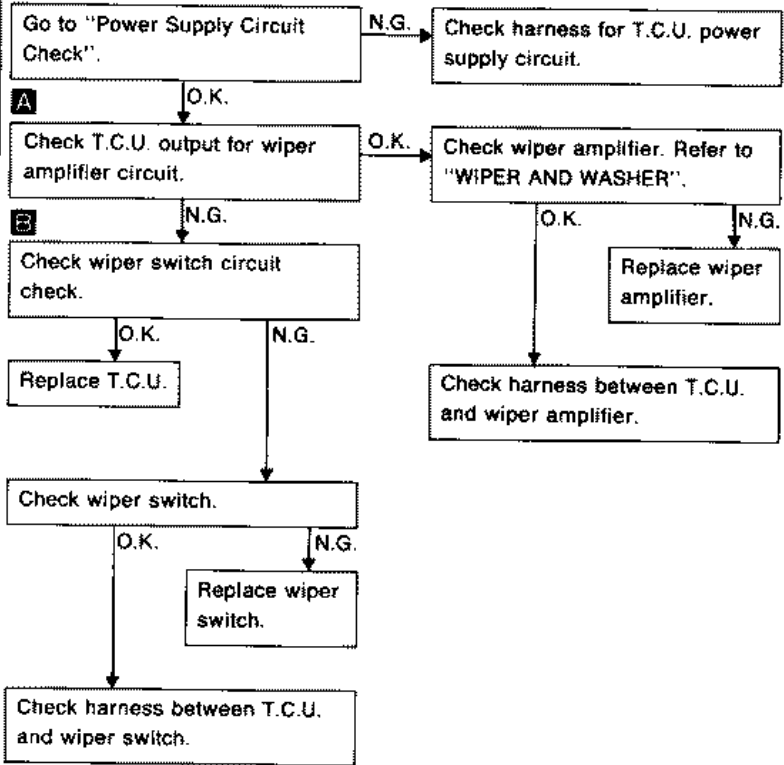 Go to "Power Supply Circuit
Check".
N.G.
Check harness for T.C.U. power
supply circuit.
O.K.
A
Check T.C.U. output for wiper
amplifier circuit.
O.K.
Check wiper amplifier. Refer to
"WIPER AND WASHER".
N.G.
O.K.
N.G.
B
Check wiper switch circuit
check.
Replace wiper
amplifier.
O.K.
N.G.
Replace T.C.U.
Check harness between T.C.U.
and wiper amplifier.
Check wiper switch.
O.K.
N.G.
Replace wiper
switch.
Check harness between T.C.U.
and wiper switch.